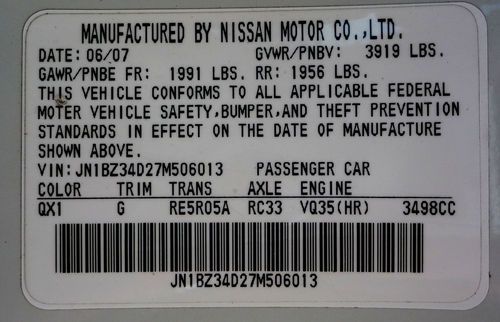 MANUFACTURED BY NISSAN MOTOR CO.,LTD.
DATE: 06/07 GVWR/PNBV: 3919 LBS.
GAWR/PNBE FR: 1991 LBS. RR: 1956 LBS.
THIS VEHICLE CONFORMS TO ALL APPLICABLE FEDERAL
MOTER VEHICLE SAFETY,BUMPER,AND THEFT PREVENTION
STANDARDS IN EFFECT ON THE DATE OF MANUFACTURE
SHOWN ABOVE.
VIN:JN1BZ34D27M506013 PASSENGER CAR
COLOR TRIM TRANS AXLE ENGINE
QX1 G RE5R05A RC33 VQ35(HR) 3498CC
JN1BZ34D27M506013